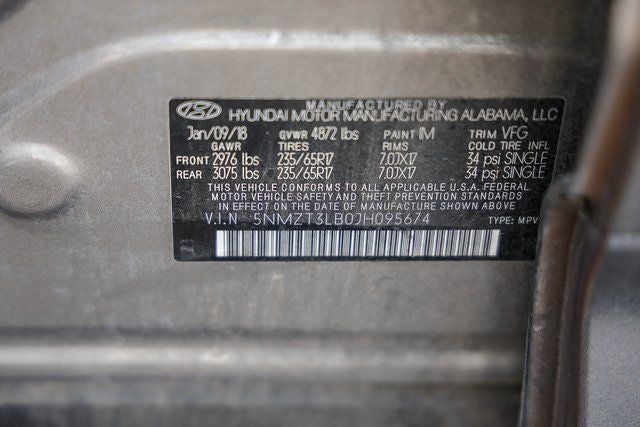 MANUFACTURED BY
HYUNDAI MOTOR MANUFACTURING ALABAMA, LLC
Jan/09/18 GVWR 4872 lbs PAINT IM TRIM VFG
GAWR TIRES RIMS COLD TIRE INFL
FRONT 2976 lbs 235/65R17 7.0JX17 34 psi SINGLE
REAR 3075 lbs 235/65R17 7.0JX17 34 psi SINGLE
THIS VEHICLE CONFORMS TO ALL APPLICABLE U.S.A. FEDERAL
MOTOR VEHICLE SAFETY AND THEFT PREVENTION STANDARDS
IN EFFECT ON THE DATE OF MANUFACTURE SHOWN ABOVE
V.I.N 5NMZT3LB0JH095674 TYPE: MPV